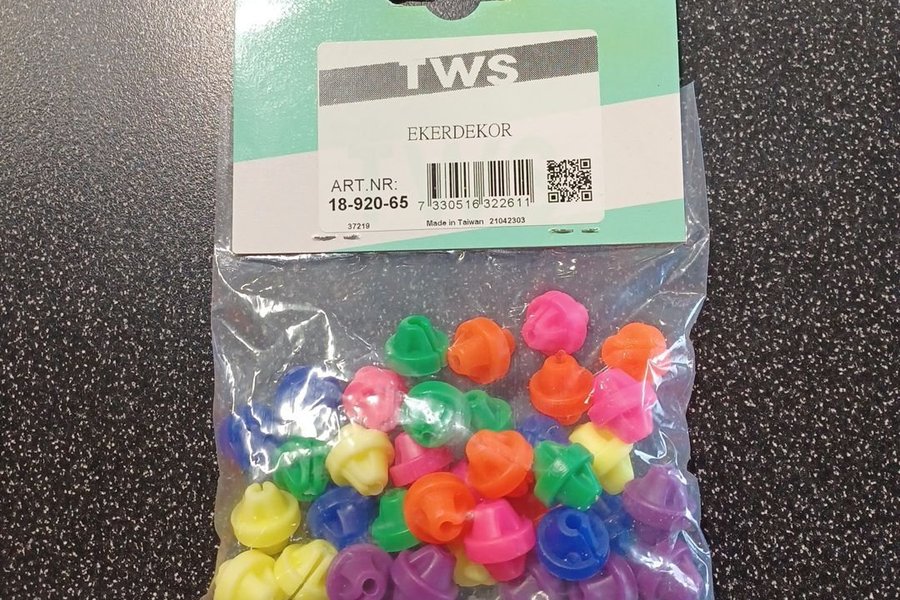 TWS
EKERDEKOR
ART.NR:
18-920-65
7 330516 322611
37219
Made in Taiwan 21042303